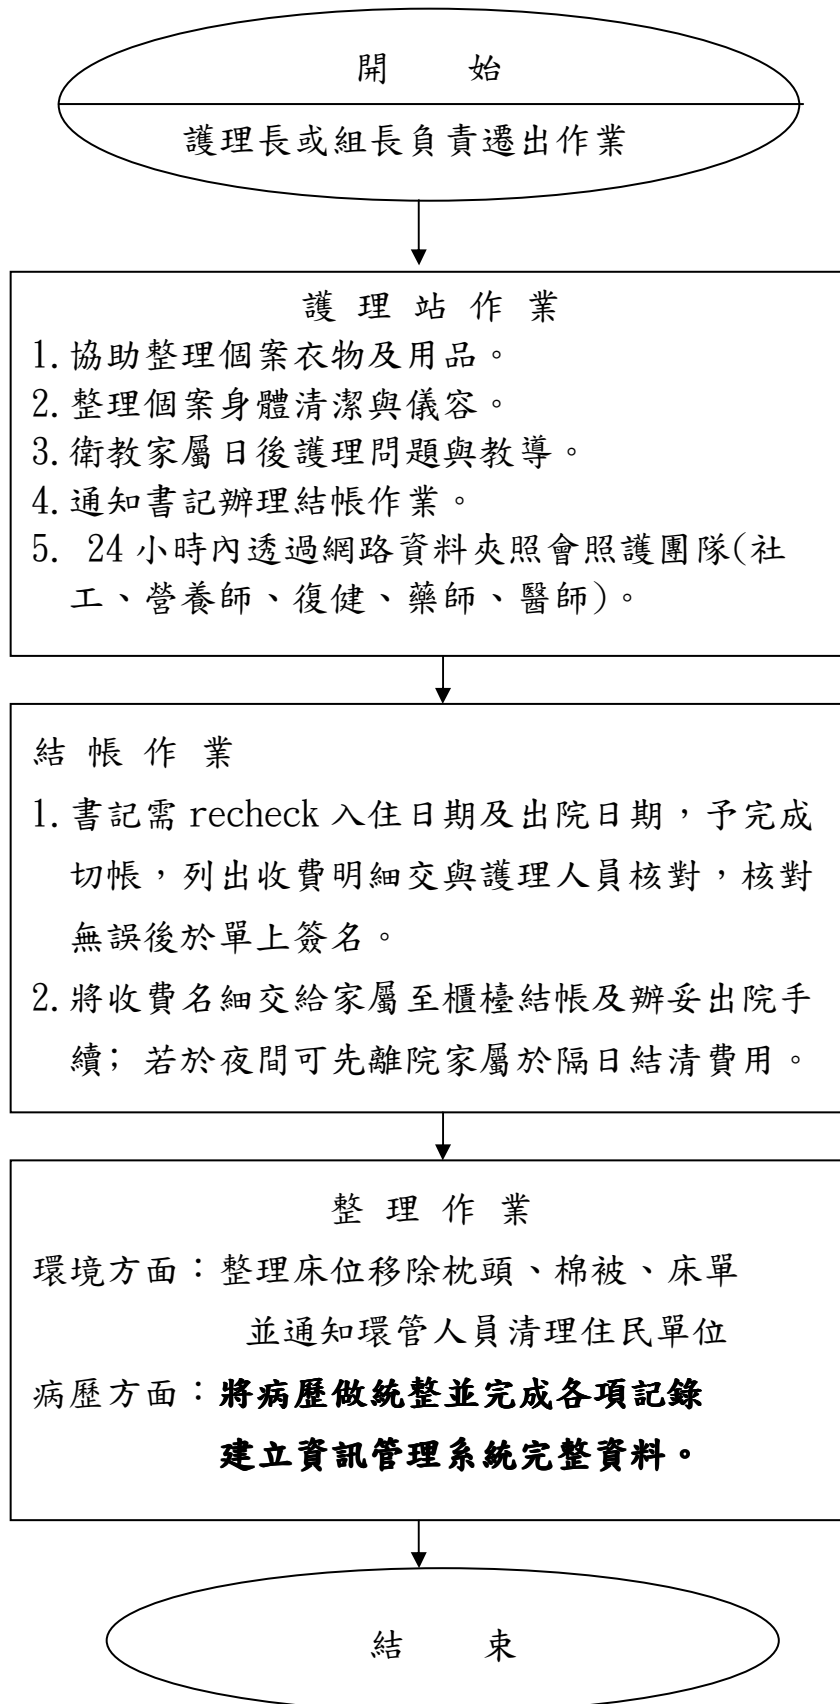 開 始
護理長或組長負責遷出作業
護 理 站 作 業
1.協助整理個案衣物及用品。
2.整理個案身體清潔與儀容。
3.衛教家屬日後護理問題與教導。
4.通知書記辦理結帳作業。
5. 24 小時內透過網路資料夾照會照護團隊(社
工、營養師、復健、藥師、醫師)。
結 帳 作 業
1.書記需 recheck 入住日期及出院日期，予完成
切帳，列出收費明細交與護理人員核對，核對
無誤後於單上簽名。
2.將收費名細交給家屬至櫃檯結帳及辦妥出院手
續; 若於夜間可先離院家屬於隔日結清費用。
整 理 作 業
環境方面：整理床位移除枕頭、棉被、床單
並通知環管人員清理住民單位
病歷方面：將病歷做統整並完成各項記錄
建立資訊管理系統完整資料。
結 束